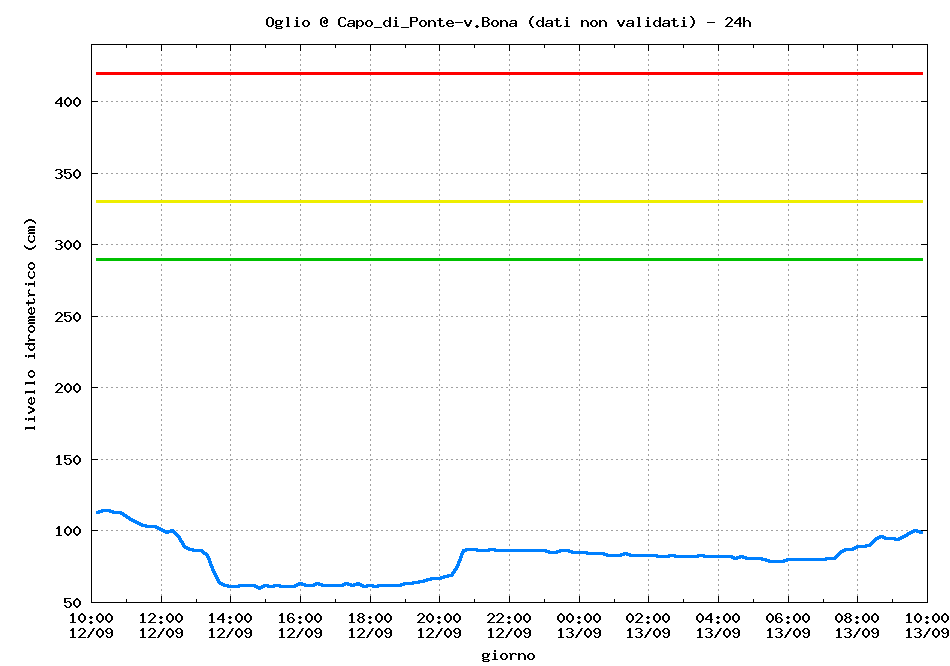 Oglio @ Capo_di_Ponte-v.Bona (dati non validati) - 24h
livello idrometrico (cm)
400
350
300
250
200
150
100
50
10:00 12:00 14:00 16:00 18:00 20:00 22:00 00:00 02:00 04:00 06:00 08:00 10:00
12/09 12/09 12/09 12/09 12/09 12/09 12/09 13/09 13/09 13/09 13/09 13/09 13/09
giorno